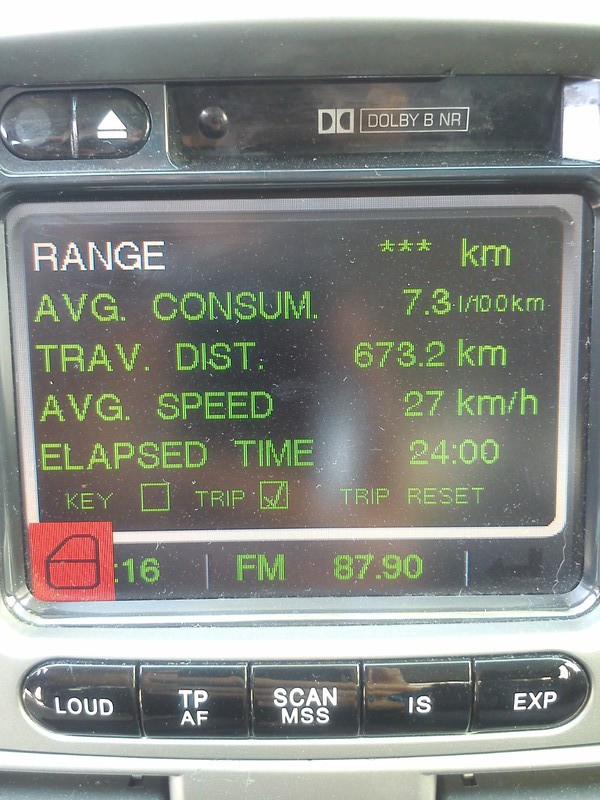 DOLBY B NR
RANGE *** km
AVG. CONSUM. 7.3 l/100km
TRAV. DIST. 673.2 km
AVG. SPEED 27 km/h
ELAPSED TIME 24:00
KEY TRIP TRIP RESET
:16 FM 87.90
LOUD TP AF SCAN MSS IS EXP